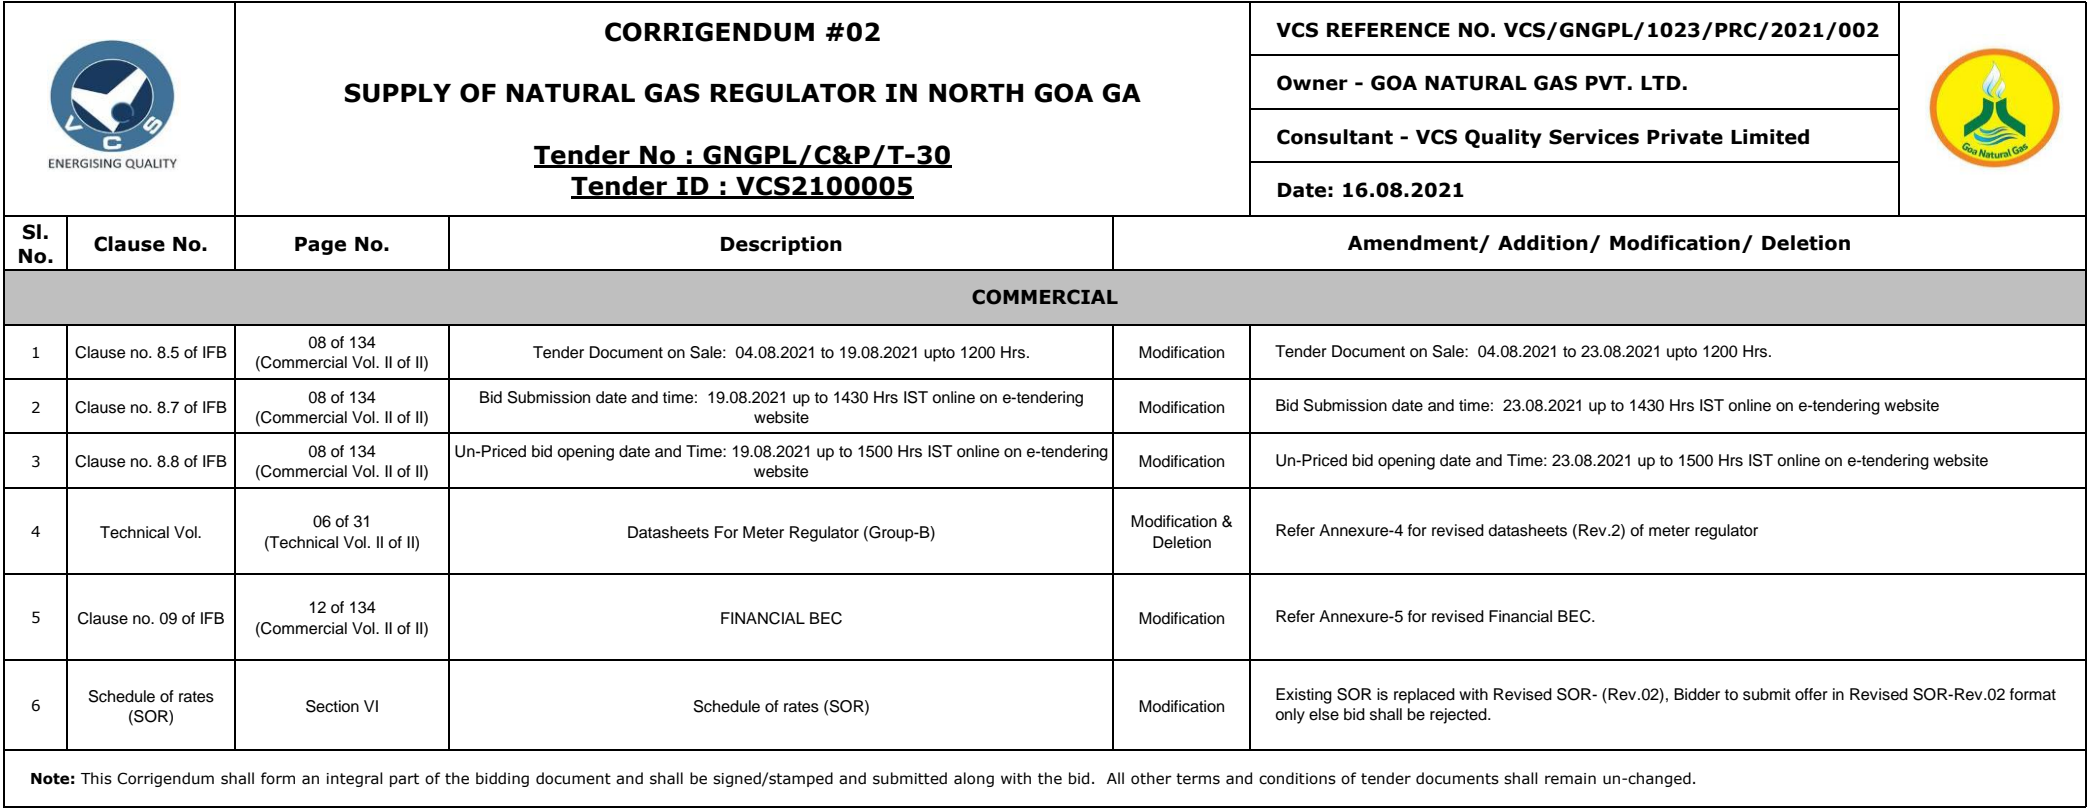 VCS
ENERGISING QUALITY
CORRIGENDUM #02
SUPPLY OF NATURAL GAS REGULATOR IN NORTH GOA GA
Tender No : GNGPL/C&P/T-30
Tender ID : VCS2100005
VCS REFERENCE NO. VCS/GNGPL/1023/PRC/2021/002
Owner - GOA NATURAL GAS PVT. LTD.
Consultant - VCS Quality Services Private Limited
Date: 16.08.2021
Goa Natural Gas
Sl.
No.
Clause No.
Page No.
Description
Amendment/ Addition/ Modification/ Deletion
COMMERCIAL
1
Clause no. 8.5 of IFB
08 of 134
(Commercial Vol. II of II)
Tender Document on Sale:  04.08.2021 to 19.08.2021 upto 1200 Hrs.
Modification
Tender Document on Sale:  04.08.2021 to 23.08.2021 upto 1200 Hrs.
2
Clause no. 8.7 of IFB
08 of 134
(Commercial Vol. II of II)
Bid Submission date and time:  19.08.2021 up to 1430 Hrs IST online on e-tendering
website
Modification
Bid Submission date and time:  23.08.2021 up to 1430 Hrs IST online on e-tendering website
3
Clause no. 8.8 of IFB
08 of 134
(Commercial Vol. II of II)
Un-Priced bid opening date and Time: 19.08.2021 up to 1500 Hrs IST online on e-tendering
website
Modification
Un-Priced bid opening date and Time: 23.08.2021 up to 1500 Hrs IST online on e-tendering website
4
Technical Vol.
06 of 31
(Technical Vol. II of II)
Datasheets For Meter Regulator (Group-B)
Modification &
Deletion
Refer Annexure-4 for revised datasheets (Rev.2) of meter regulator
5
Clause no. 09 of IFB
12 of 134
(Commercial Vol. II of II)
FINANCIAL BEC
Modification
Refer Annexure-5 for revised Financial BEC.
6
Schedule of rates
(SOR)
Section VI
Schedule of rates (SOR)
Modification
Existing SOR is replaced with Revised SOR- (Rev.02), Bidder to submit offer in Revised SOR-Rev.02 format
only else bid shall be rejected.
Note: This Corrigendum shall form an integral part of the bidding document and shall be signed/stamped and submitted along with the bid.  All other terms and conditions of tender documents shall remain un-changed.